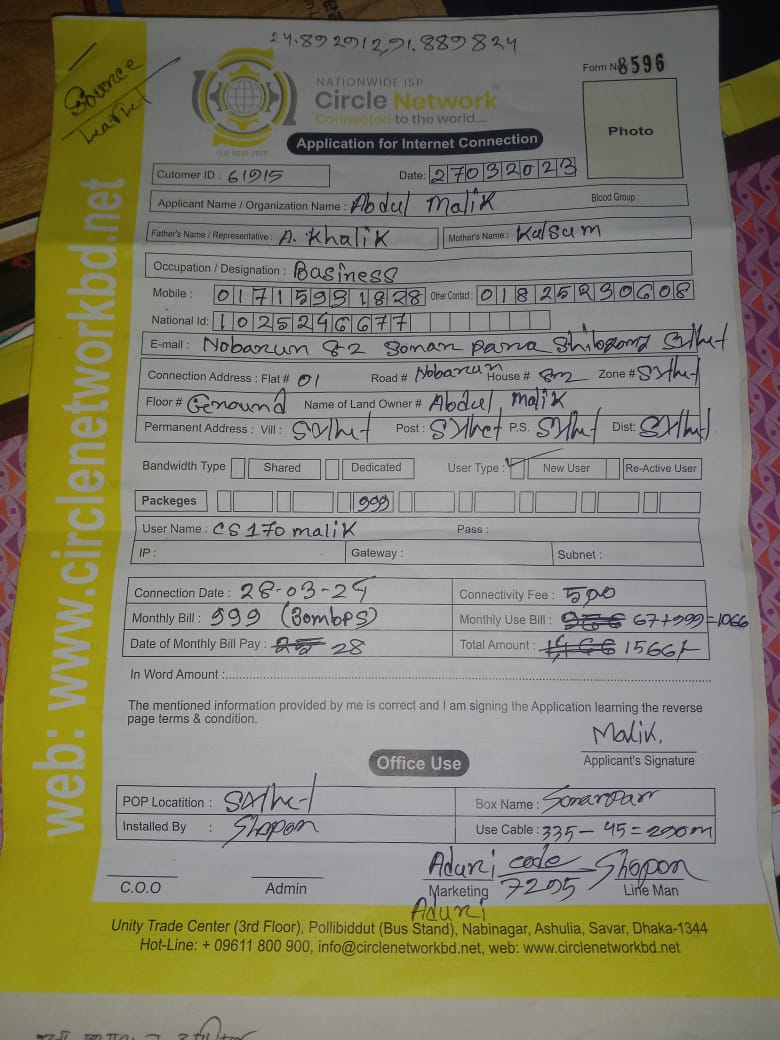 24.892912,91.889824
Source
Leaflet
Form No 8596
NATIONWIDE ISP
Circle Network
Connected to the world.....
ISO 9001:2015
Application for Internet Connection
Photo
Cutomer ID : 61915
Date: 27032023
Applicant Name / Organization Name : Abdul Malik Blood Group :
Father's Name / Representative : A. Khalik Mother's Name : Kulsum
Occupation / Designation : Business
Mobile : 01715931828 Other Contact : 01825230608
National Id: 1025246677
E-mail : Nobarun 82 Sonar para Shibgong Sylhet
Connection Address : Flat # 01 Road # Nobarun House # 82 Zone # Sylhet
Floor # Ground Name of Land Owner # Abdul Malik
Permanent Address : Vill : Sylhet Post : Sylhet P.S. Sylhet Dist: Sylhet
Bandwidth Type Shared Dedicated User Type : New User Re-Active User
Packeges 999
User Name : CS170malik Pass :
IP : Gateway : Subnet :
Connection Date : 28-03-24 Connectivity Fee : 500
Monthly Bill : 999 (30mbps) Monthly Use Bill : 67+999=1066
Date of Monthly Bill Pay : 28 Total Amount : 1566/-
In Word Amount :
The mentioned information provided by me is correct and I am signing the Application learning the reverse
page terms & condition.
Malik.
Applicant's Signature
Office Use
POP Locatition : Sylhet Box Name : Sonarpar
Installed By : Shopon Use Cable : 335-45=290m
Aduri code 7205 Shopon
C.O.O Admin Marketing Line Man
Aduri
Unity Trade Center (3rd Floor), Pollibiddut (Bus Stand), Nabinagar, Ashulia, Savar, Dhaka-1344
Hot-Line: + 09611 800 900, info@circlenetworkbd.net, web: www.circlenetworkbd.net
web: www.circlenetworkbd.net